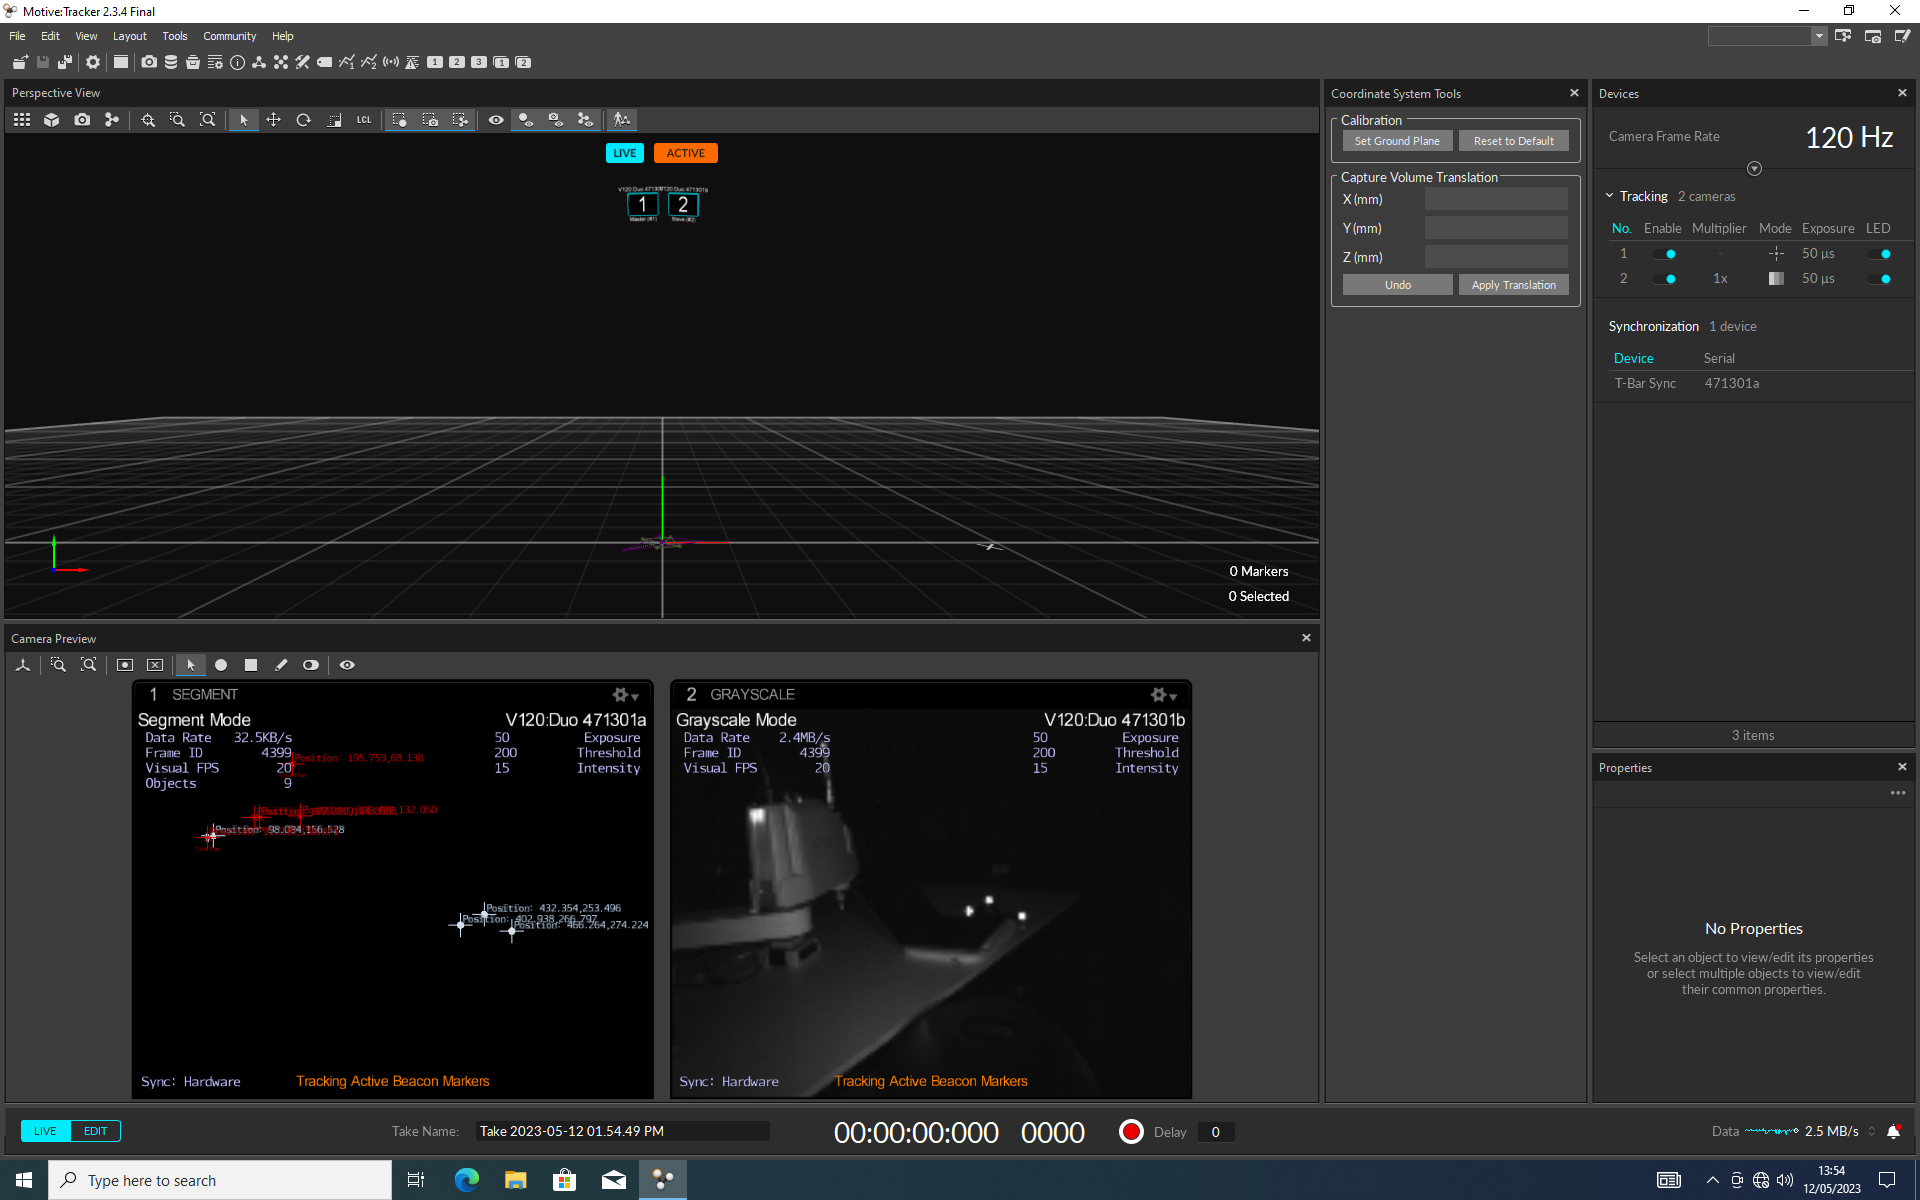 Motive:Tracker 2.3.4 Final
File Edit View Layout Tools Community Help
1 2 3 1 2
Perspective View
LCL
LIVE ACTIVE
1 2
0 Markers
0 Selected
Camera Preview
1 SEGMENT
Segment Mode V120:Duo 471301a
Data Rate 32.5KB/s 50 Exposure
Frame ID 4399 200 Threshold
Visual FPS 20 15 Intensity
Objects 9
Position: 195.759,68.138
Position: 98.084,156.528
Position: 432.354,253.496
Position: 402.938,266.797
Position: 466.264,274.224
Sync: Hardware Tracking Active Beacon Markers
2 GRAYSCALE
Grayscale Mode V120:Duo 471301b
Data Rate 2.4MB/s 50 Exposure
Frame ID 4399 200 Threshold
Visual FPS 20 15 Intensity
Sync: Hardware Tracking Active Beacon Markers
Coordinate System Tools
Calibration
Set Ground Plane Reset to Default
Capture Volume Translation
X (mm)
Y (mm)
Z (mm)
Undo Apply Translation
Devices
Camera Frame Rate 120 Hz
Tracking 2 cameras
No. Enable Multiplier Mode Exposure LED
1 - 50 µs
2 1x 50 µs
Synchronization 1 device
Device Serial
T-Bar Sync 471301a
3 items
Properties
No Properties
Select an object to view/edit its properties
or select multiple objects to view/edit
their common properties.
LIVE EDIT Take Name: Take 2023-05-12 01.54.49 PM 00:00:00:000 0000 Delay 0 Data 2.5 MB/s
Type here to search
13:54
12/05/2023